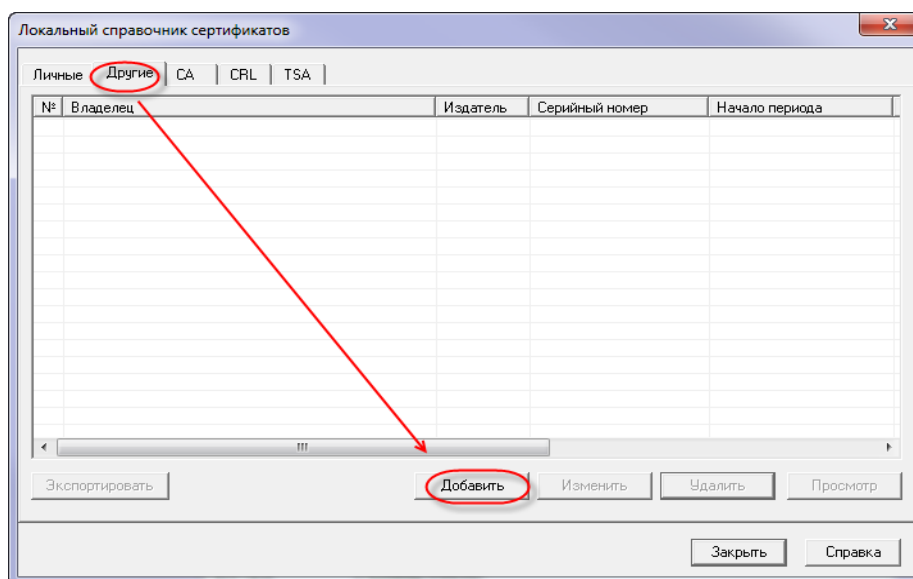 Локальный справочник сертификатов
Личные Другие CA CRL TSA
№ Владелец Издатель Серийный номер Начало периода
Экспортировать Добавить Изменить Удалить Просмотр
Закрыть Справка